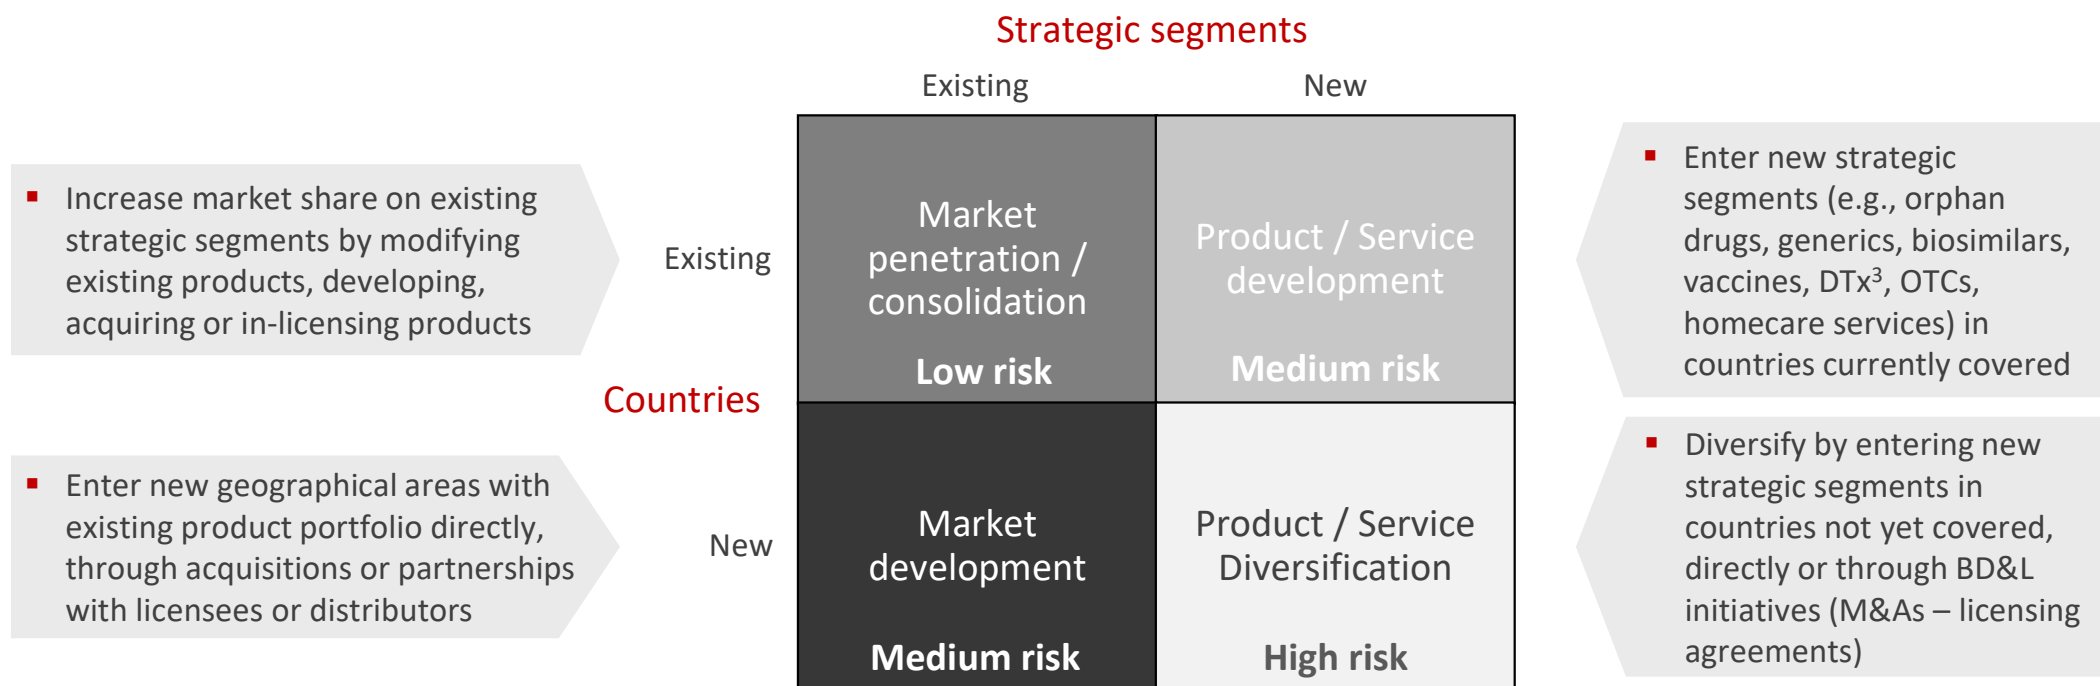 Strategic segments
Existing
New
▪ Increase market share on existing
strategic segments by modifying
existing products, developing,
acquiring or in-licensing products
Existing
Market
penetration /
consolidation
Low risk
Product / Service
development
Medium risk
▪ Enter new strategic
segments (e.g., orphan
drugs, generics, biosimilars,
vaccines, DTx³, OTCs,
homecare services) in
countries currently covered
Countries
▪ Enter new geographical areas with
existing product portfolio directly,
through acquisitions or partnerships
with licensees or distributors
New
Market
development
Medium risk
Product / Service
Diversification
High risk
▪ Diversify by entering new
strategic segments in
countries not yet covered,
directly or through BD&L
initiatives (M&As – licensing
agreements)